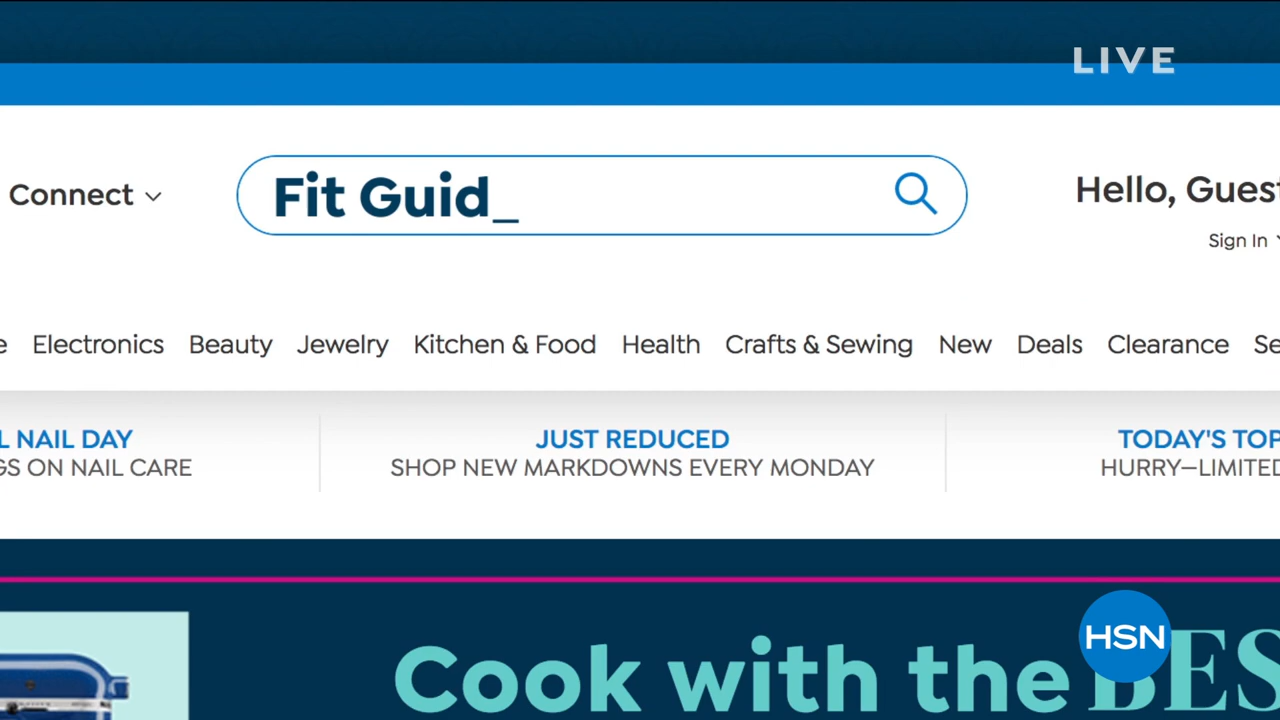 LIVE
Connect
Fit Guid_
Hello, Guest
Sign In
e Electronics Beauty Jewelry Kitchen & Food Health Crafts & Sewing New Deals Clearance Se
L NAIL DAY
GS ON NAIL CARE
JUST REDUCED
SHOP NEW MARKDOWNS EVERY MONDAY
TODAY'S TOP
HURRY—LIMITED
Cook with the BES
HSN